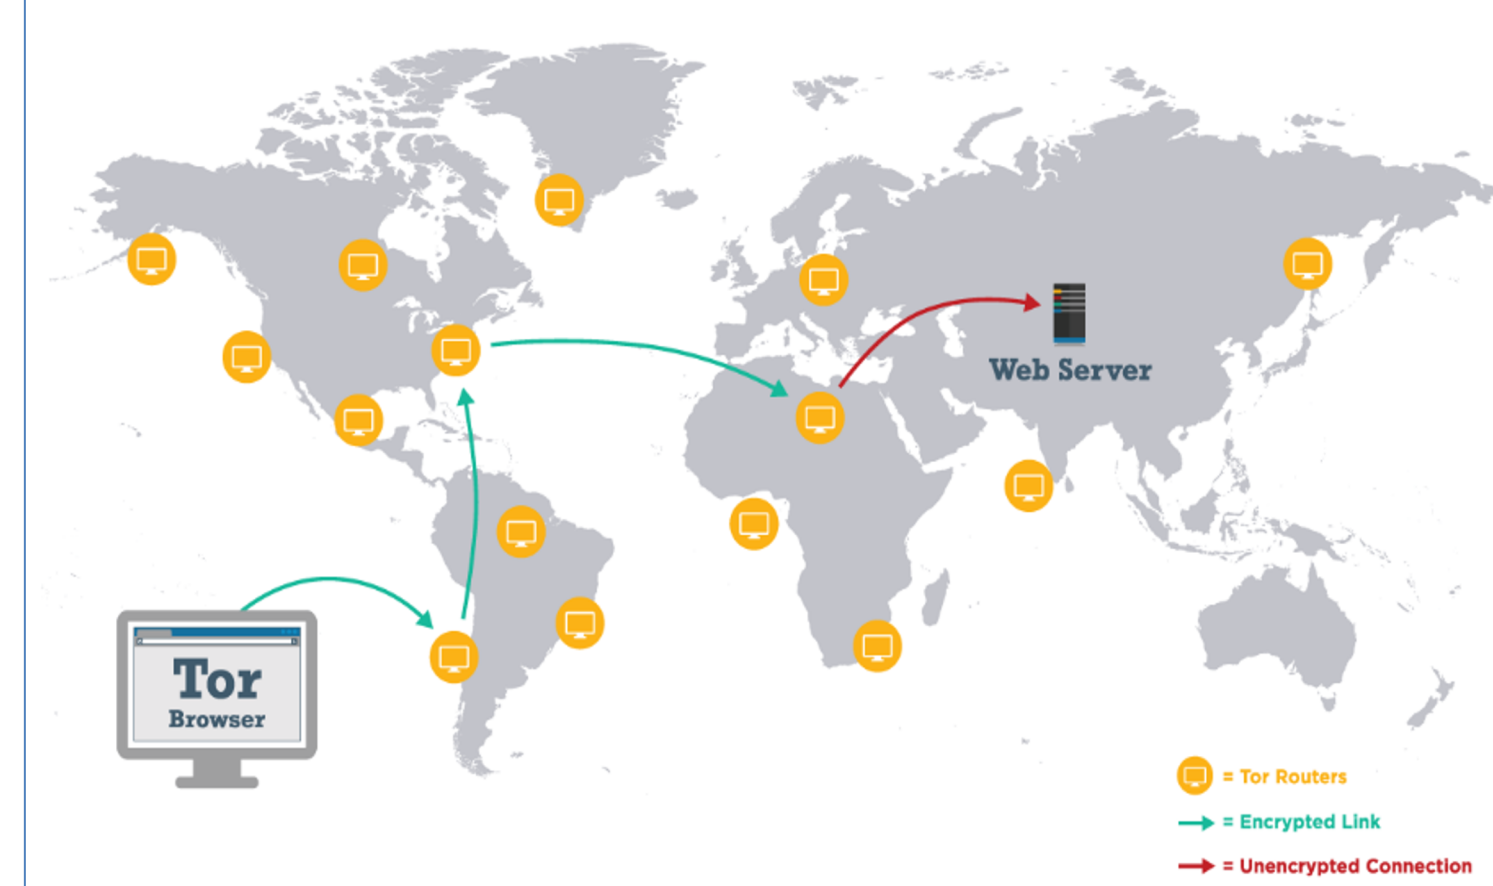 Web Server
Tor
Browser
= Tor Routers
= Encrypted Link
= Unencrypted Connection